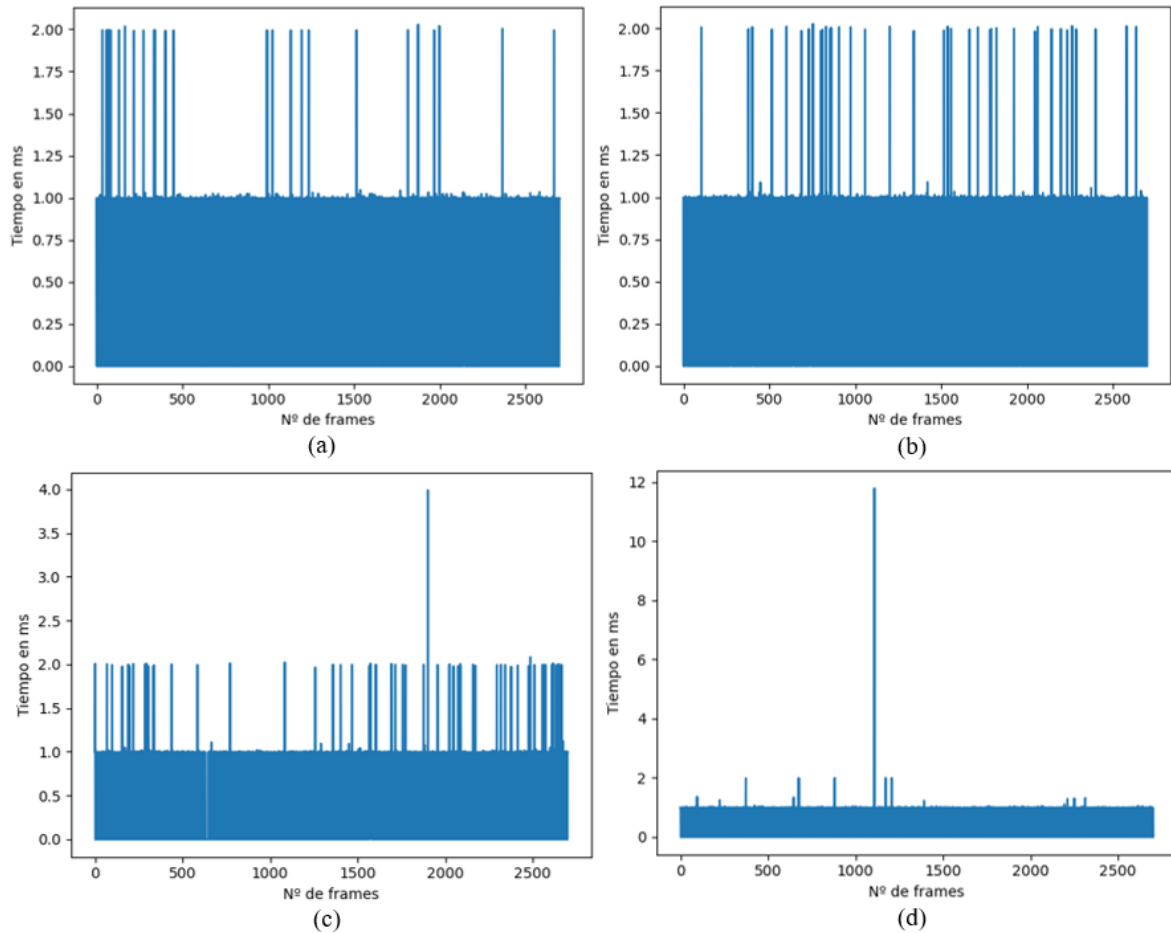 2.00
1.75
1.50
1.25
1.00
0.75
0.50
0.25
0.00
Tiempo en ms
0 500 1000 1500 2000 2500
Nº de frames
(a)
2.00
1.75
1.50
1.25
1.00
0.75
0.50
0.25
0.00
Tiempo en ms
0 500 1000 1500 2000 2500
Nº de frames
(b)
4.0
3.5
3.0
2.5
2.0
1.5
1.0
0.5
0.0
Tiempo en ms
0 500 1000 1500 2000 2500
Nº de frames
(c)
12
10
8
6
4
2
0
Tiempo en ms
0 500 1000 1500 2000 2500
Nº de frames
(d)